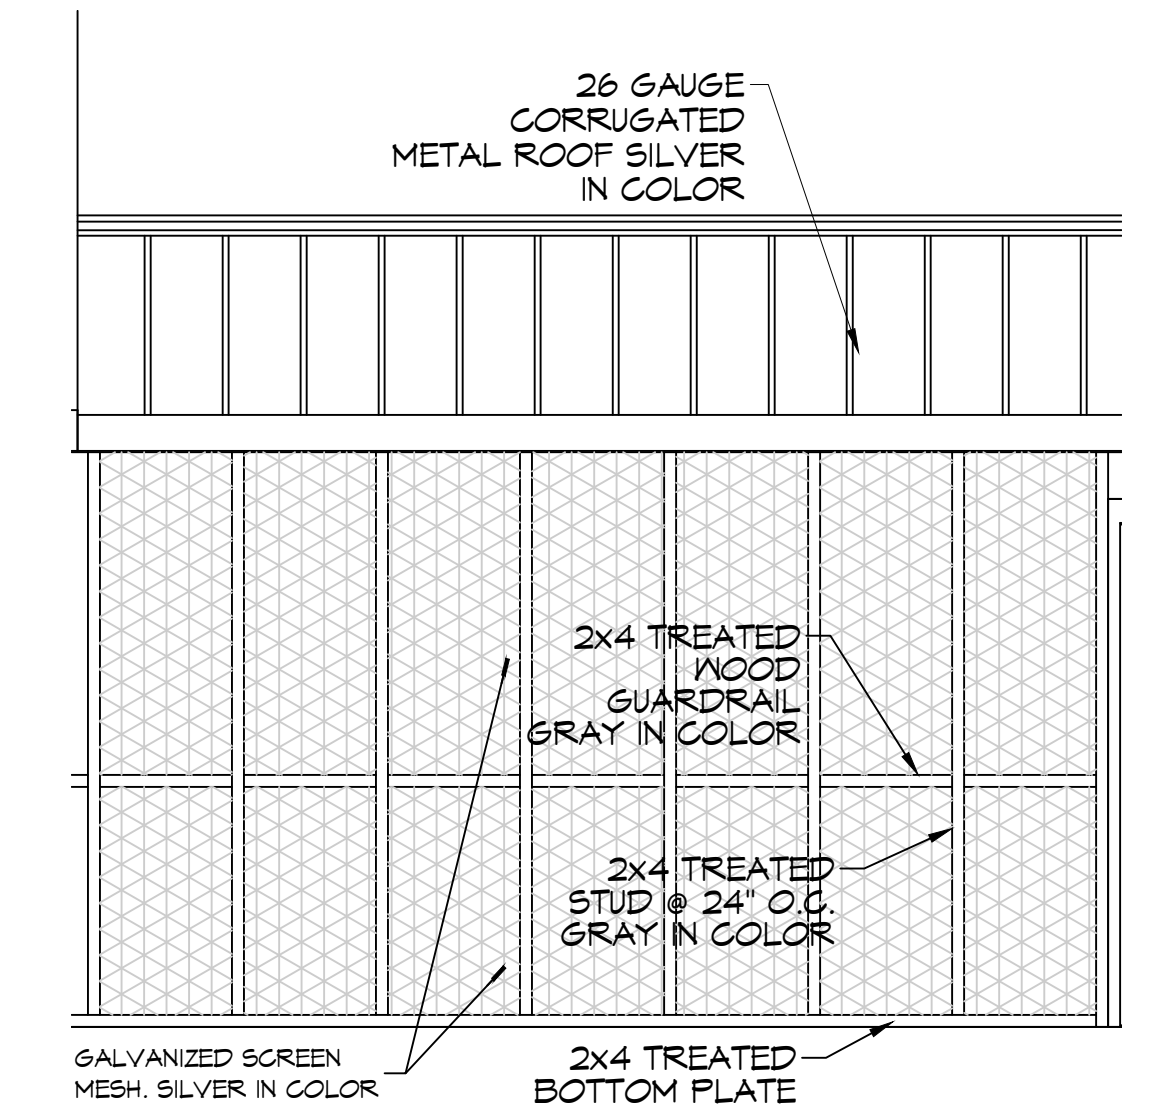 26 GAUGE
CORRUGATED
METAL ROOF SILVER
IN COLOR
2x4 TREATED
WOOD
GUARDRAIL
GRAY IN COLOR
2x4 TREATED
STUD @ 24" O.C.
GRAY IN COLOR
GALVANIZED SCREEN
MESH. SILVER IN COLOR
2x4 TREATED
BOTTOM PLATE